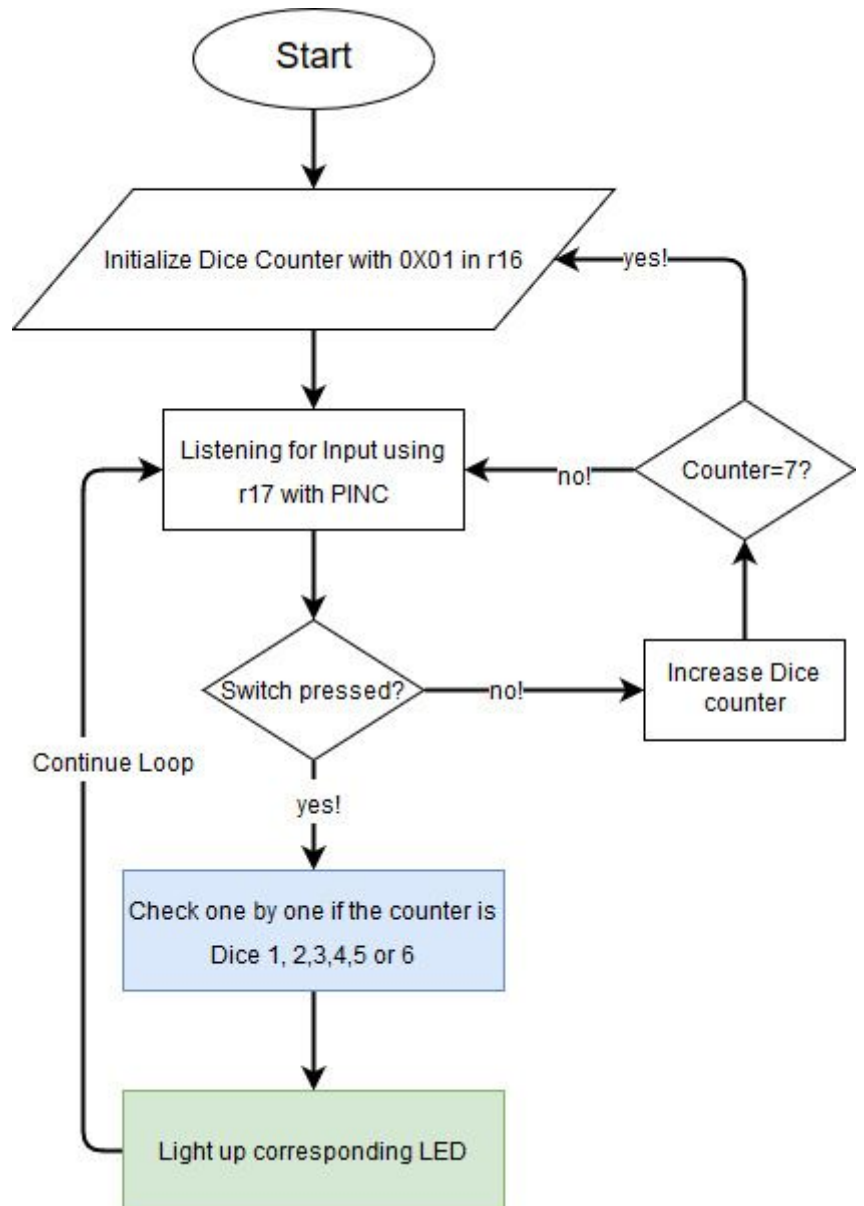 Start
Initialize Dice Counter with 0X01 in r16
yes!
Listening for Input using
r17 with PINC
no!
Counter=7?
Switch pressed?
no!
Increase Dice
counter
Continue Loop
yes!
Check one by one if the counter is
Dice 1, 2,3,4,5 or 6
Light up corresponding LED